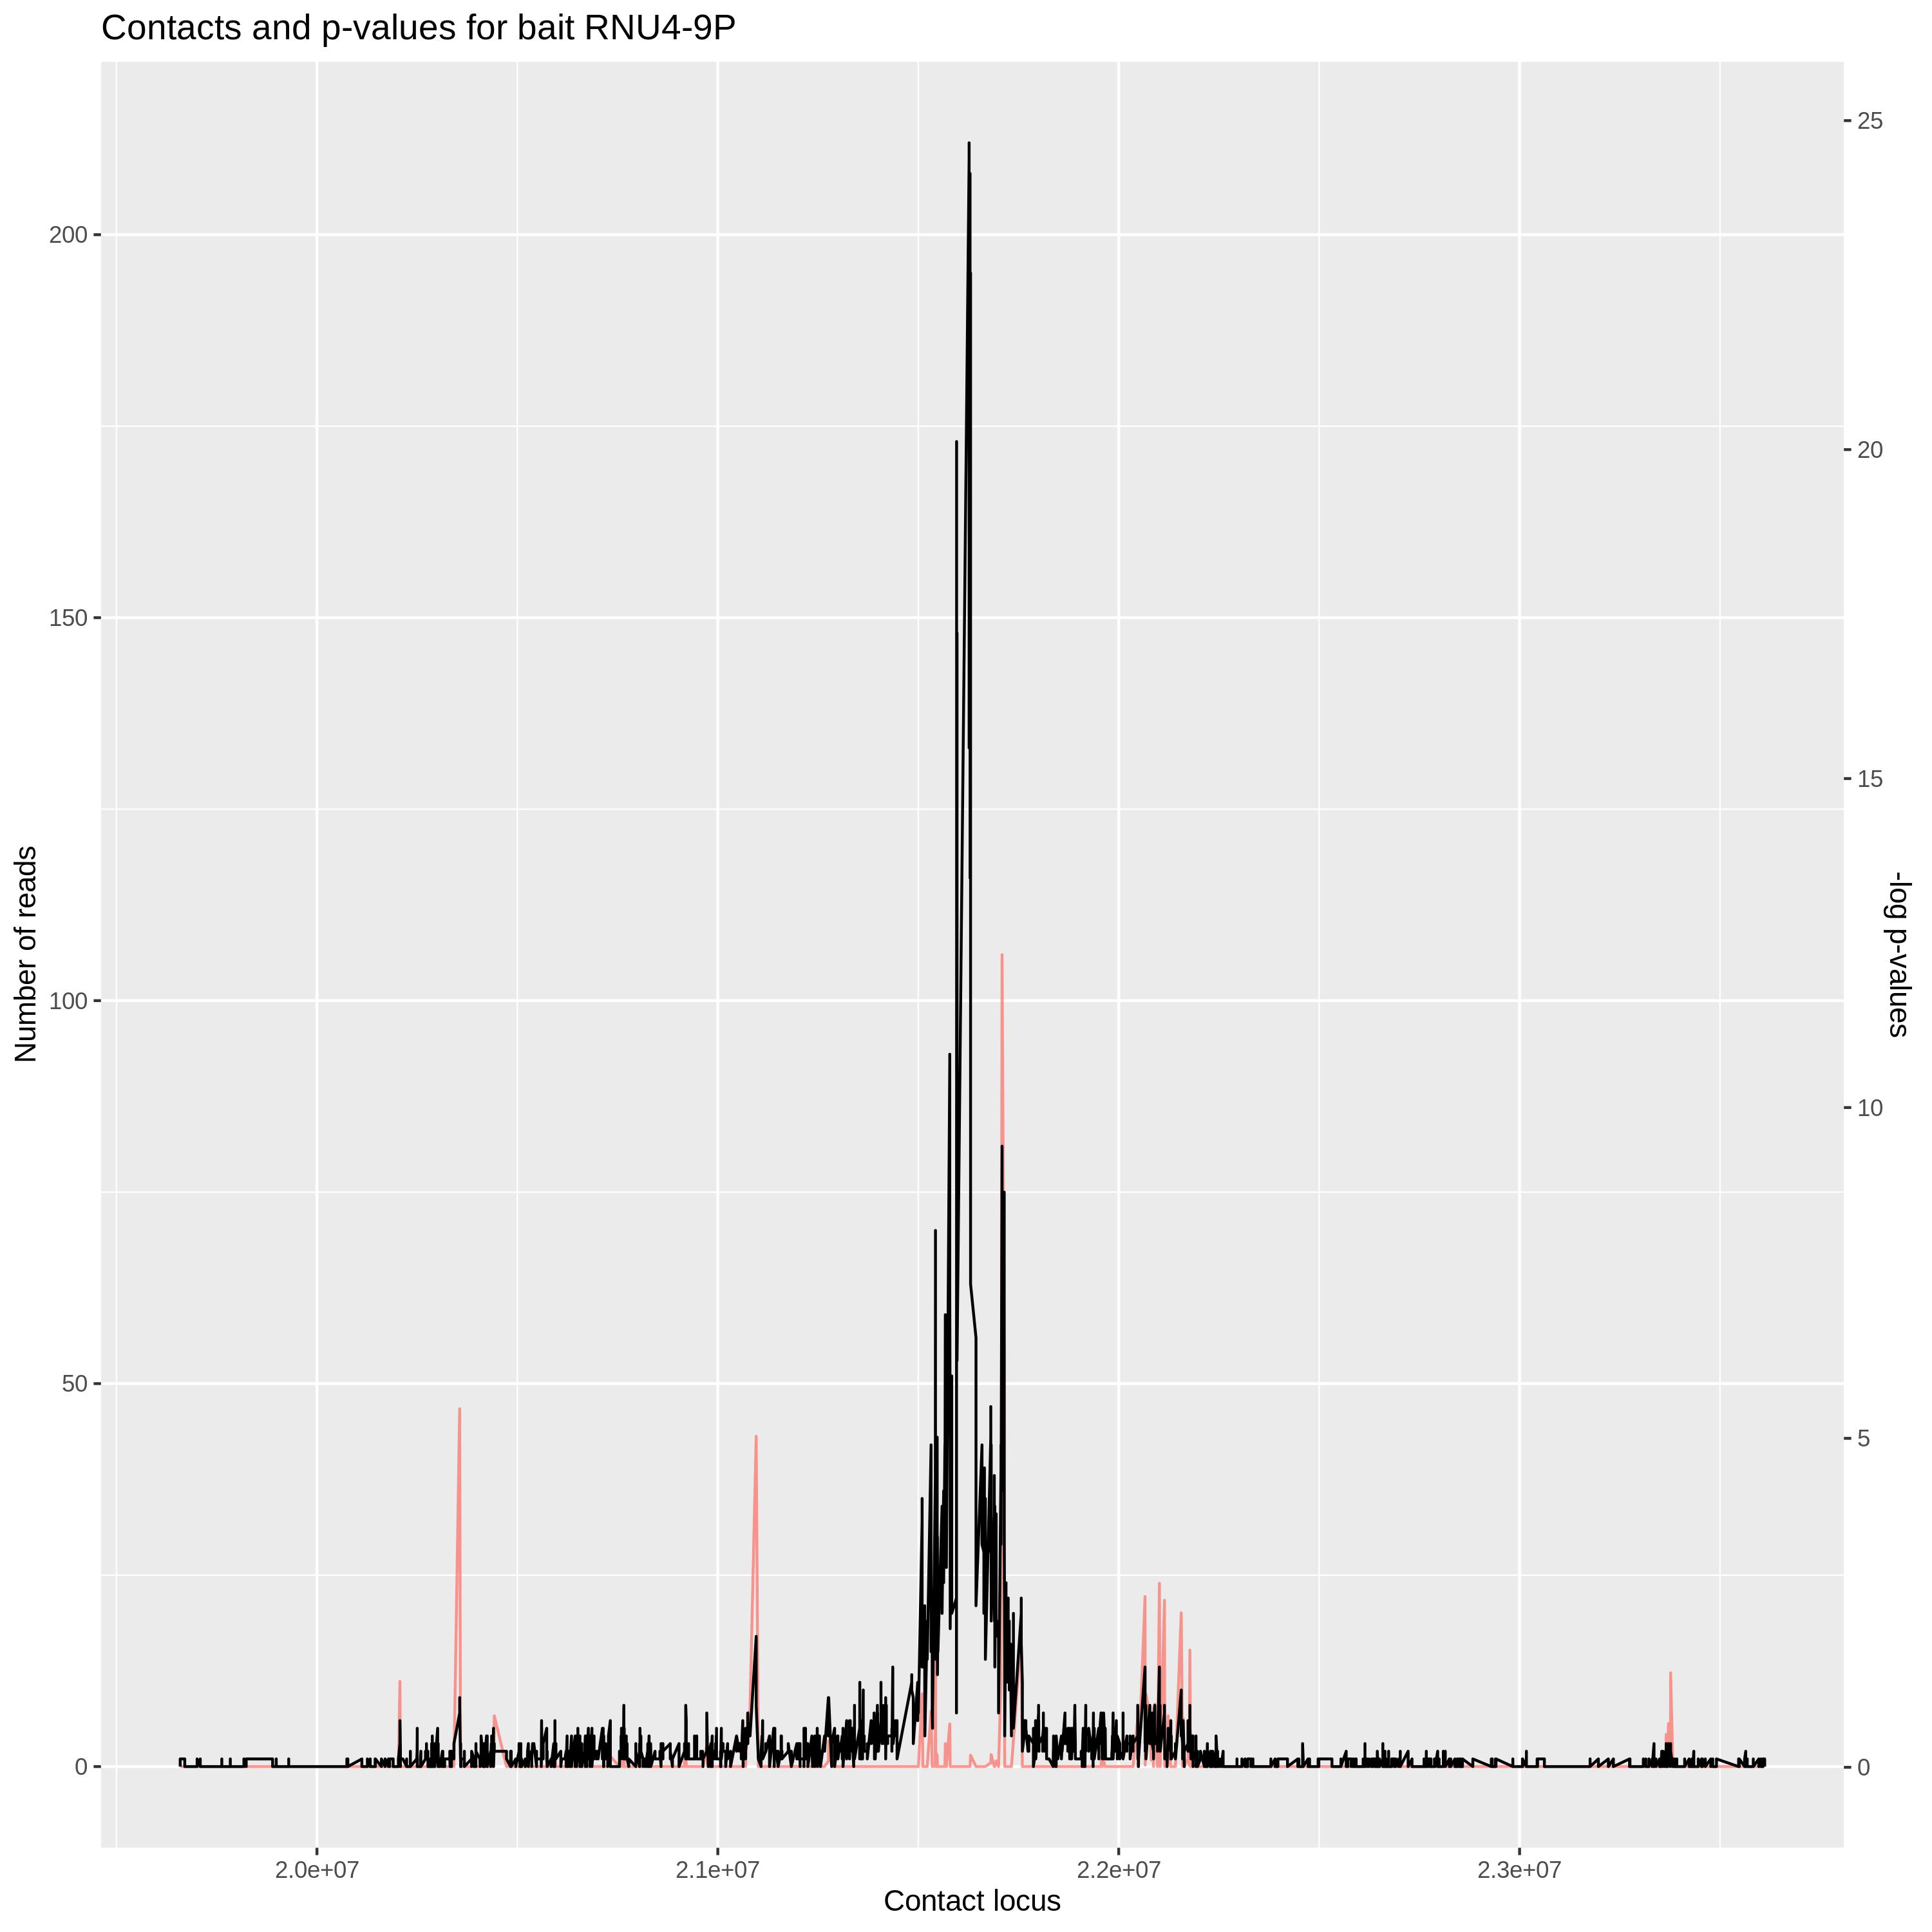 Contacts and p-values for bait RNU4-9P
200
150
100
50
0
Number of reads
25
20
15
10
5
0
-log p-values
2.0e+07
2.1e+07
2.2e+07
2.3e+07
Contact locus